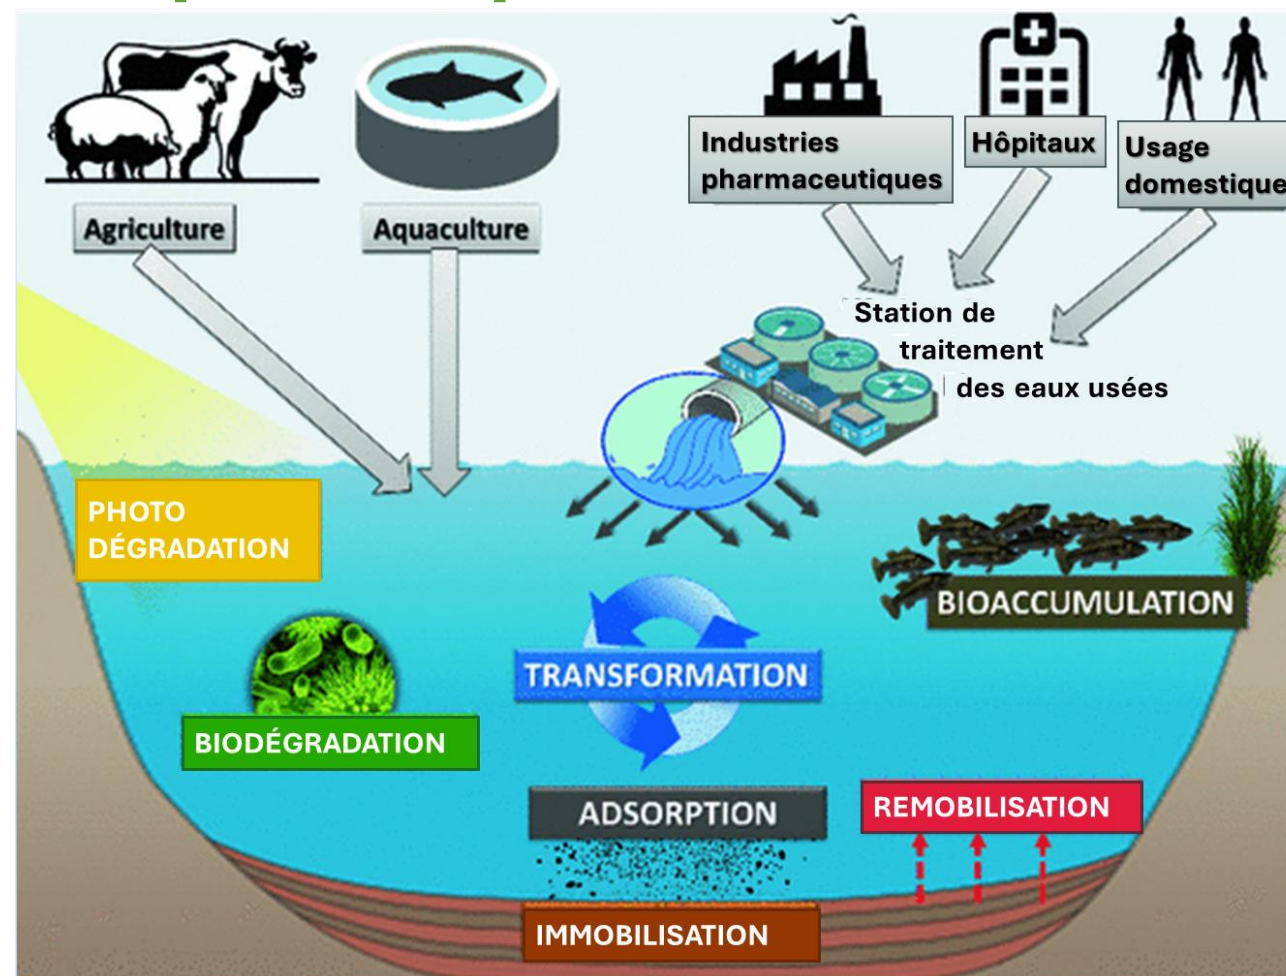 Industries
pharmaceutiques
Hôpitaux
Usage
domestique
Agriculture
Aquaculture
Station de
traitement
des eaux usées
PHOTO
DÉGRADATION
BIOACCUMULATION
TRANSFORMATION
BIODÉGRADATION
ADSORPTION
REMOBILISATION
IMMOBILISATION